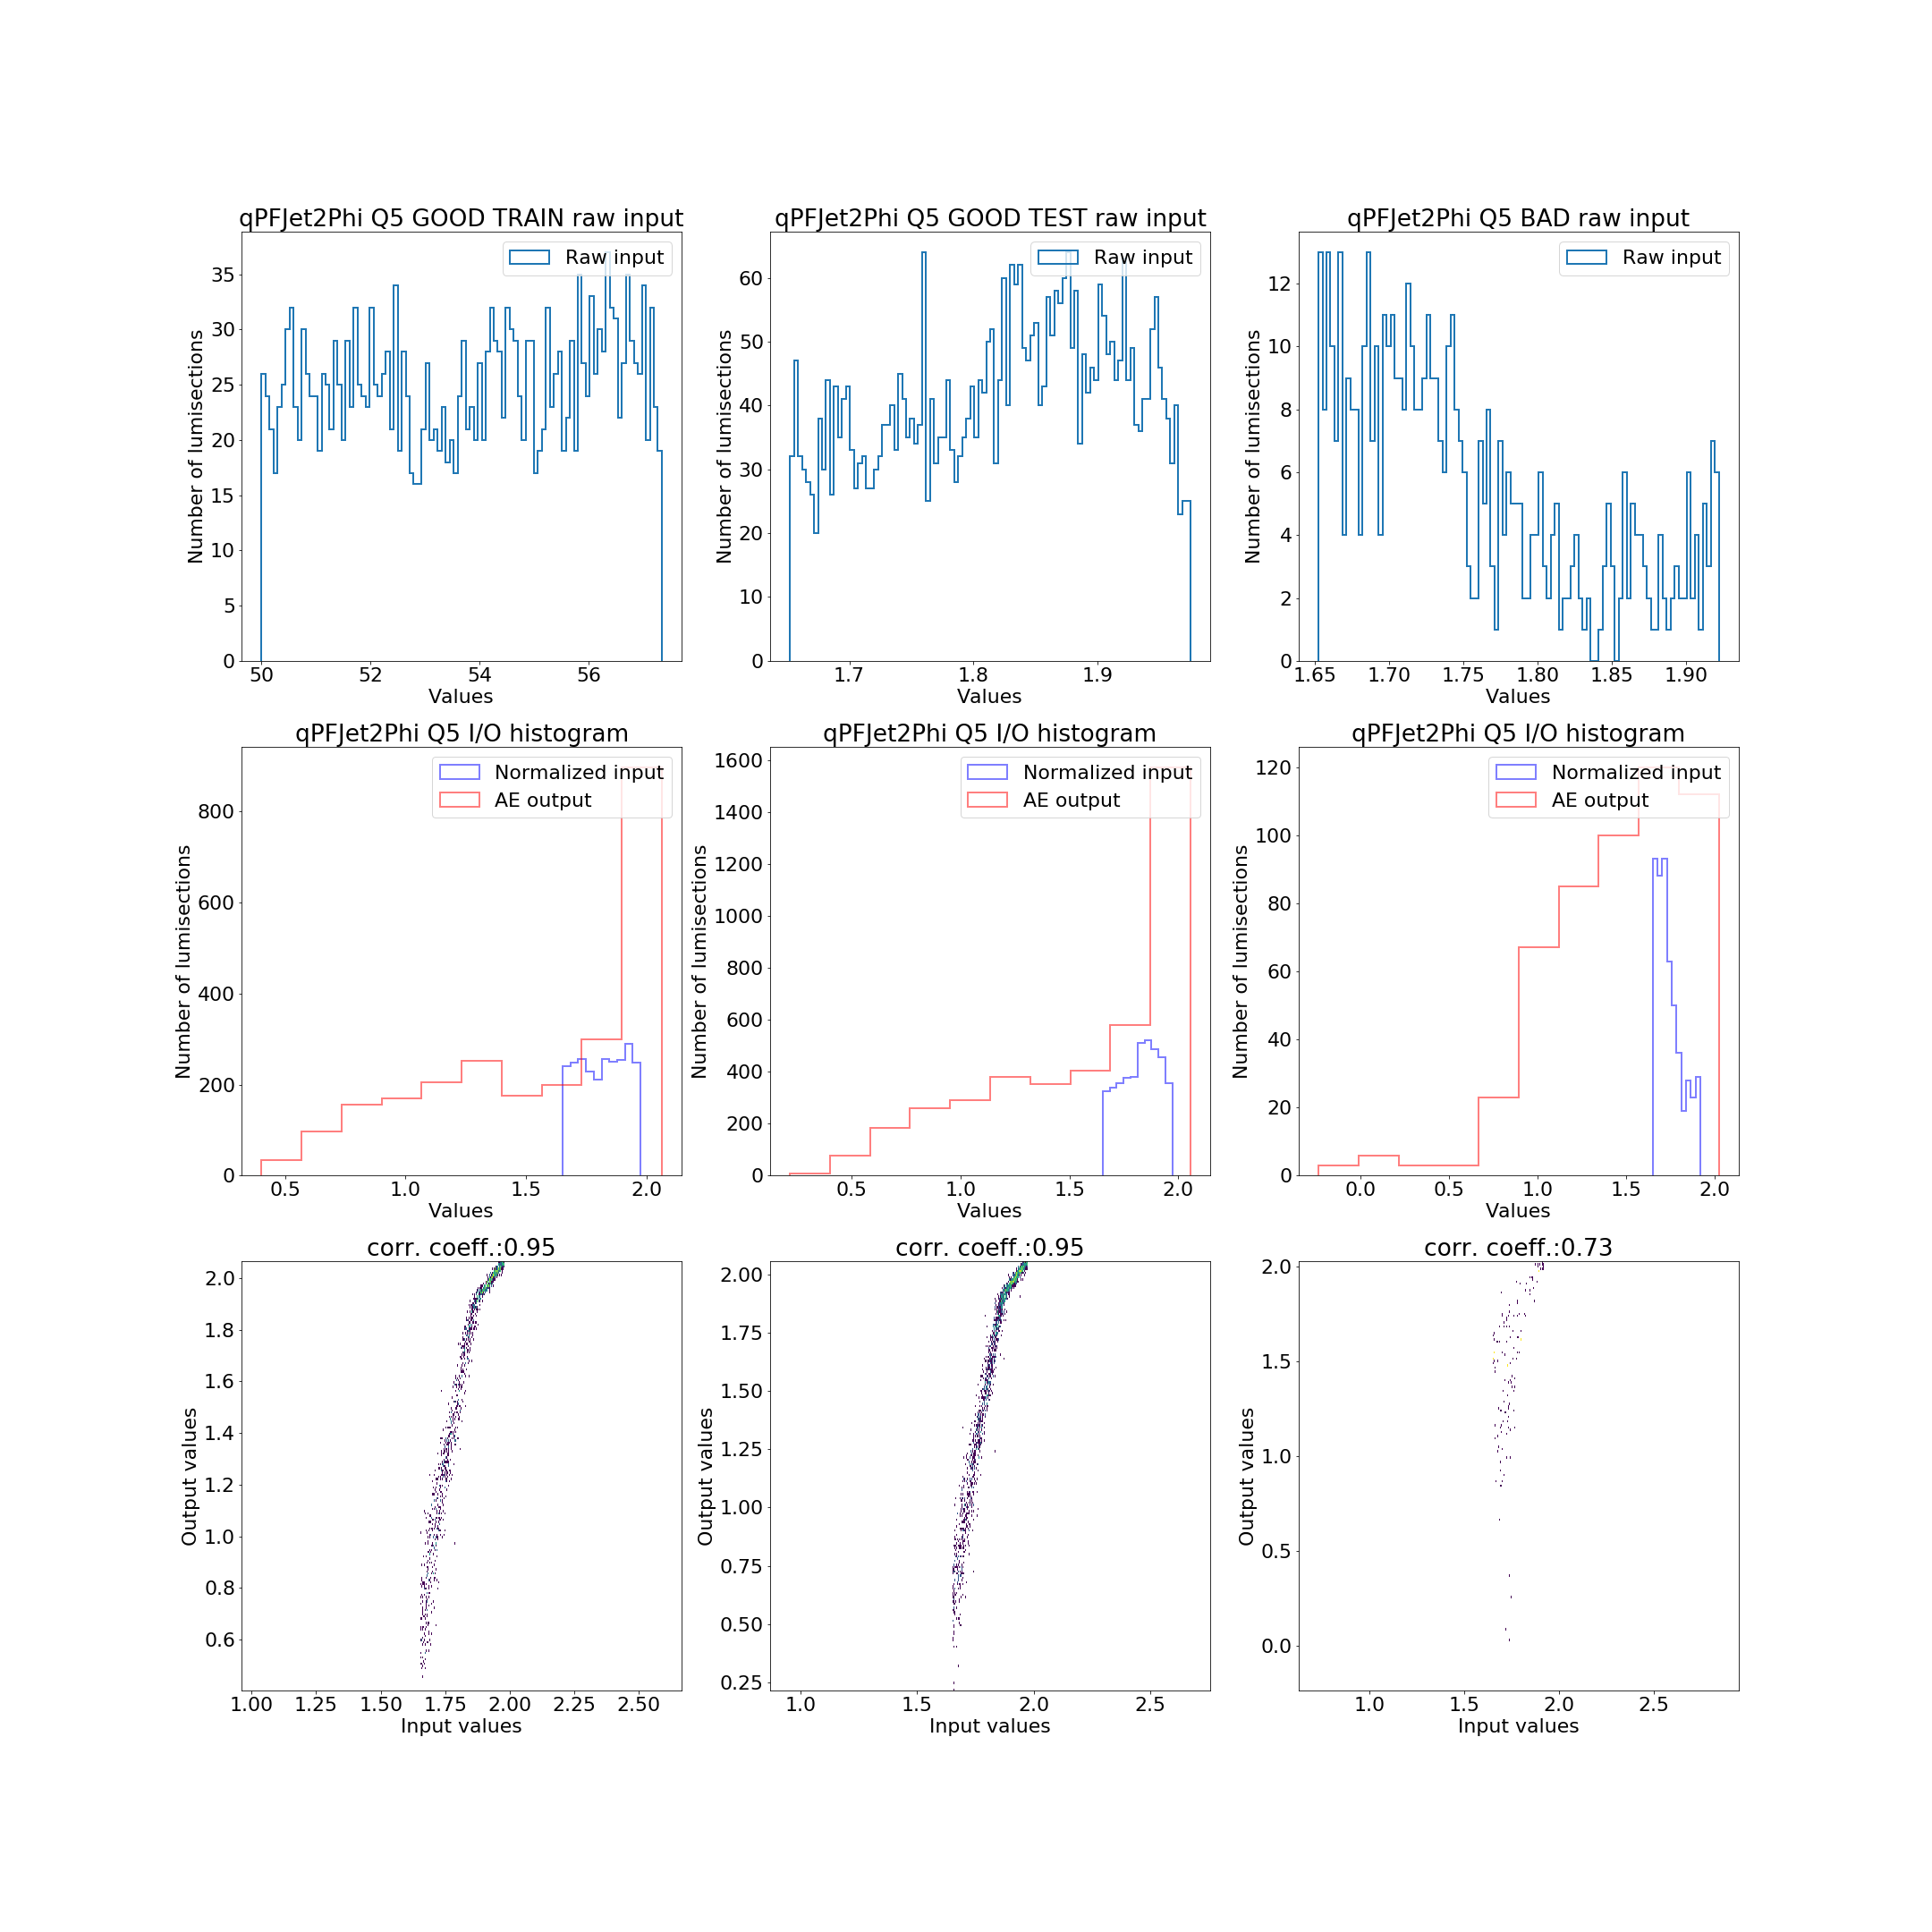 qPFJet2Phi Q5 GOOD TRAIN raw input
Raw input
Number of lumisections
35
30
25
20
15
10
5
0
50 52 54 56
Values
qPFJet2Phi Q5 GOOD TEST raw input
Raw input
Number of lumisections
60
50
40
30
20
10
0
1.7 1.8 1.9
Values
qPFJet2Phi Q5 BAD raw input
Raw input
Number of lumisections
12
10
8
6
4
2
0
1.65 1.70 1.75 1.80 1.85 1.90
Values
qPFJet2Phi Q5 I/O histogram
Normalized input
AE output
Number of lumisections
800
600
400
200
0
0.5 1.0 1.5 2.0
Values
qPFJet2Phi Q5 I/O histogram
Normalized input
AE output
Number of lumisections
1600
1400
1200
1000
800
600
400
200
0
0.5 1.0 1.5 2.0
Values
qPFJet2Phi Q5 I/O histogram
Normalized input
AE output
Number of lumisections
120
100
80
60
40
20
0
0.0 0.5 1.0 1.5 2.0
Values
corr. coeff.:0.95
Output values
2.0
1.8
1.6
1.4
1.2
1.0
0.8
0.6
1.00 1.25 1.50 1.75 2.00 2.25 2.50
Input values
corr. coeff.:0.95
Output values
2.00
1.75
1.50
1.25
1.00
0.75
0.50
0.25
1.0 1.5 2.0 2.5
Input values
corr. coeff.:0.73
Output values
2.0
1.5
1.0
0.5
0.0
1.0 1.5 2.0 2.5
Input values